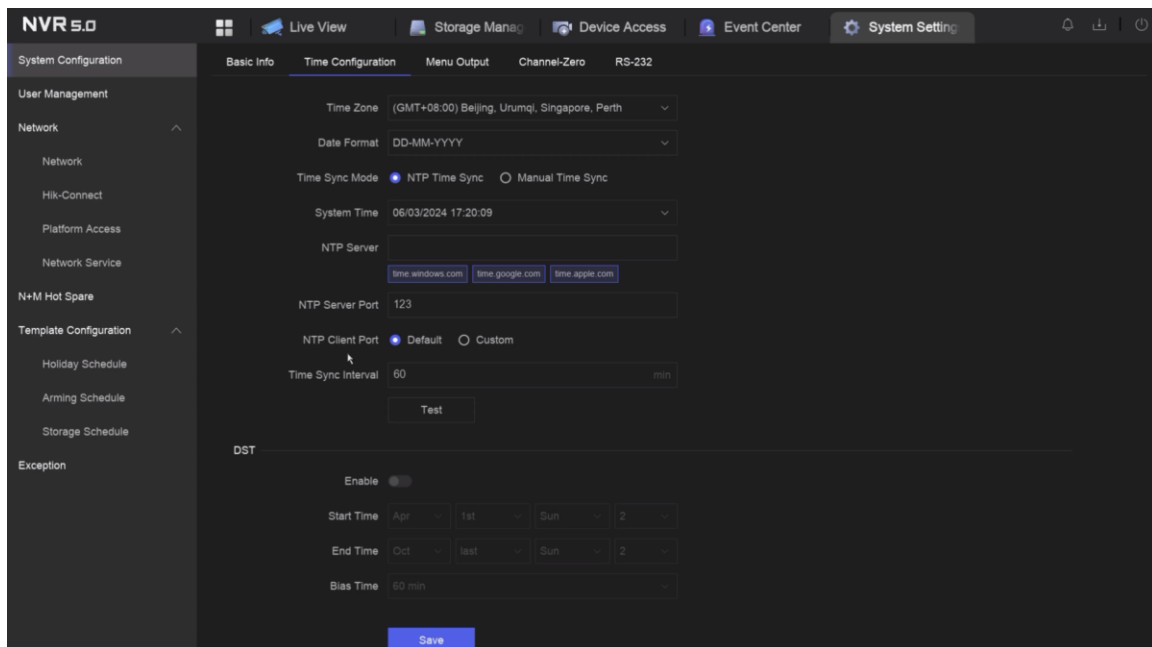 NVR 5.0
Live View
Storage Manag
Device Access
Event Center
System Setting
System Configuration
User Management
Network
Network
Hik-Connect
Platform Access
Network Service
N+M Hot Spare
Template Configuration
Holiday Schedule
Arming Schedule
Storage Schedule
Exception
Basic Info Time Configuration Menu Output Channel-Zero RS-232
Time Zone (GMT+08:00) Beijing, Urumqi, Singapore, Perth
Date Format DD-MM-YYYY
Time Sync Mode NTP Time Sync Manual Time Sync
System Time 06/03/2024 17:20:09
NTP Server
time.windows.com time.google.com time.apple.com
NTP Server Port 123
NTP Client Port Default Custom
Time Sync Interval 60 min
Test
DST
Enable
Start Time Apr 1st Sun 2
End Time Oct last Sun 2
Bias Time 60 min
Save